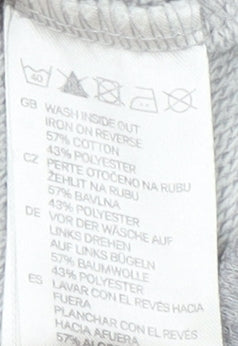 40
GB WASH INSIDE OUT
IRON ON REVERSE
57% COTTON
43% POLYESTER
CZ PERTE OTOČENO NA RUBU
ŽEHLIT NA RUBU
57% BAVLNA
43% POLYESTER
DE VOR DER WÄSCHE AUF
LINKS DREHEN
AUF LINKS BÜGELN
57% BAUMWOLLE
43% POLYESTER
ES LAVAR CON EL REVÉS HACIA
FUERA
PLANCHAR CON EL REVÉS
HACIA AFUERA
57%